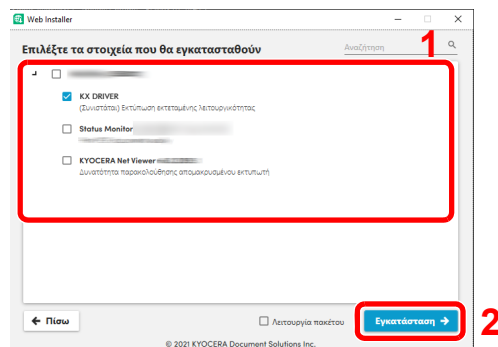 Web Installer
Επιλέξτε τα στοιχεία που θα εγκατασταθούν
Αναζήτηση
1
KX DRIVER
(Συνιστάται) Εκτύπωση εκτεταμένης λειτουργικότητας
Status Monitor
KYOCERA Net Viewer
Δυνατότητα παρακολούθησης απομακρυσμένου εκτυπωτή
Πίσω
Λειτουργία πακέτου
Εγκατάσταση
2
© 2021 KYOCERA Document Solutions Inc.